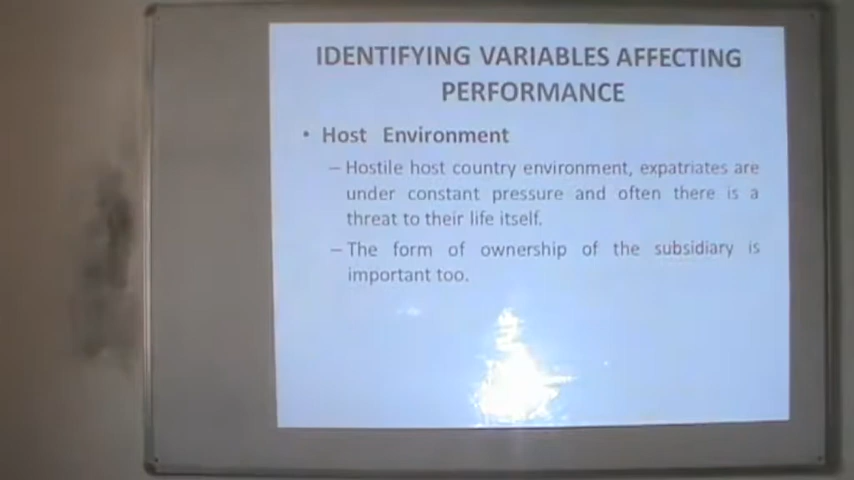 IDENTIFYING VARIABLES AFFECTING
PERFORMANCE
• Host Environment
– Hostile host country environment, expatriates are
under constant pressure and often there is a
threat to their life itself.
– The form of ownership of the subsidiary is
important too.